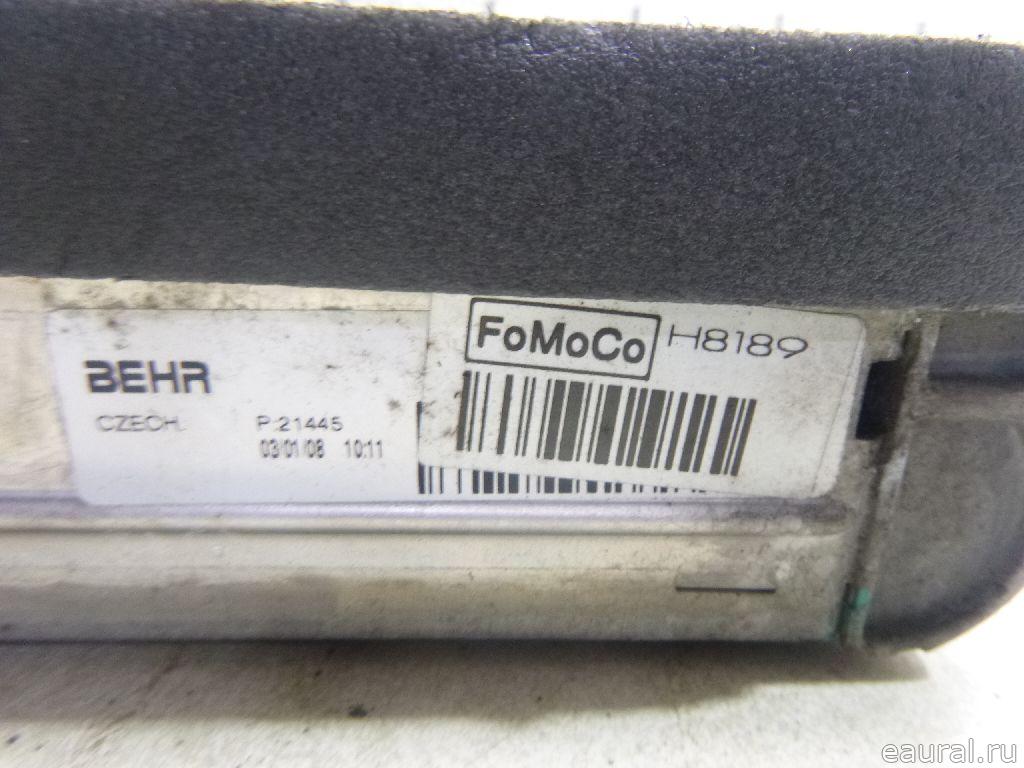 FoMoCo H8189
BEHR
CZECH. P:21445
03/01/08 10:11
eaural.ru